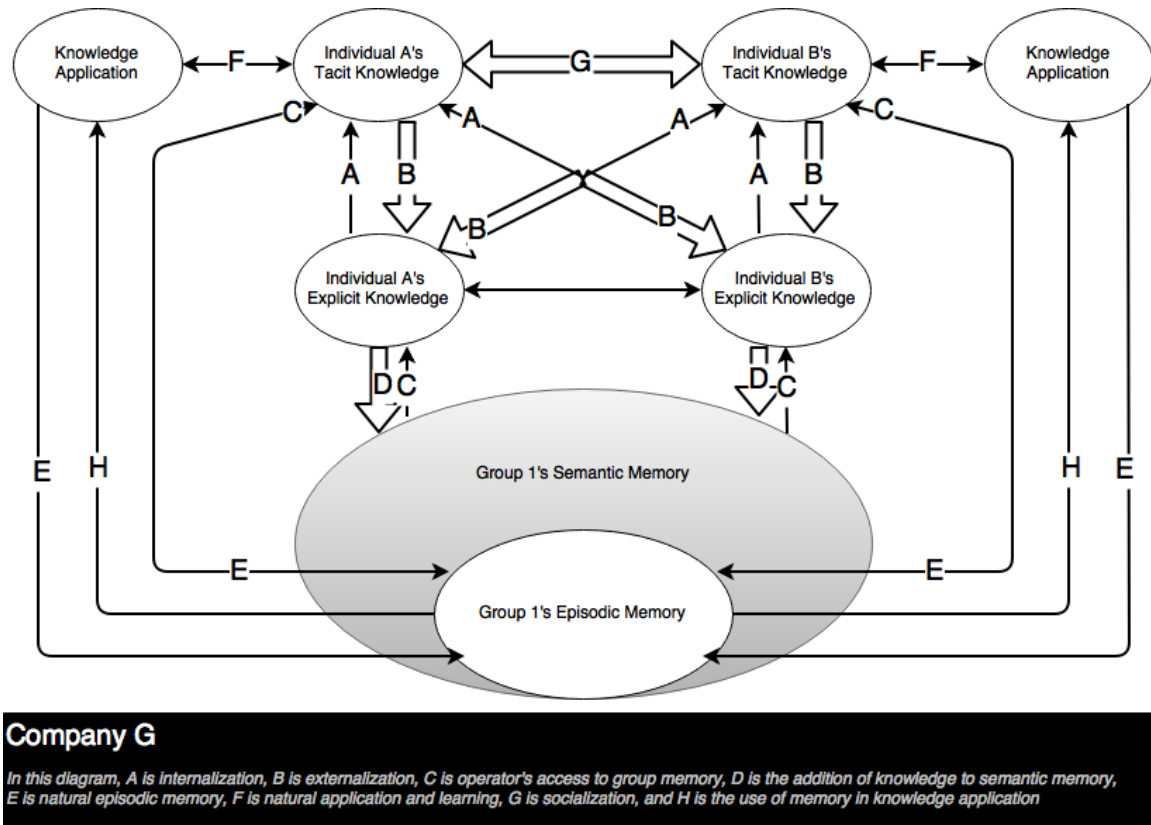 Knowledge
Application
F
Individual A's
Tacit Knowledge
G
Individual B's
Tacit Knowledge
F
Knowledge
Application
C
A
A
C
A
B
A
B
B
B
Individual A's
Explicit Knowledge
Individual B's
Explicit Knowledge
D
C
D
C
E
H
Group 1's Semantic Memory
H
E
E
E
Group 1's Episodic Memory
Company G
In this diagram, A is internalization, B is externalization, C is operator's access to group memory, D is the addition of knowledge to semantic memory,
E is natural episodic memory, F is natural application and learning, G is socialization, and H is the use of memory in knowledge application